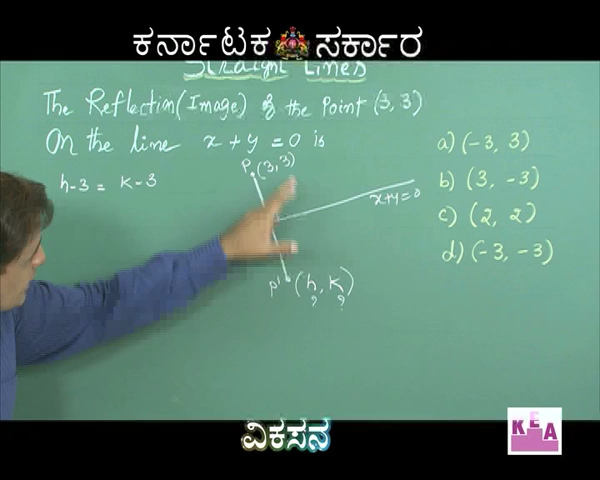 ಕರ್ನಾಟಕ ಸರ್ಕಾರ
Straight Lines
The Reflection (Image) of the Point (3, 3)
On the line x + y = 0 is
h-3 = k-3
P (3, 3)
x+y=0
P' (h, k)
? ?
a) (-3, 3)
b) (3, -3)
c) (2, 2)
d) (-3, -3)
ವಿಕಸನ
KEA